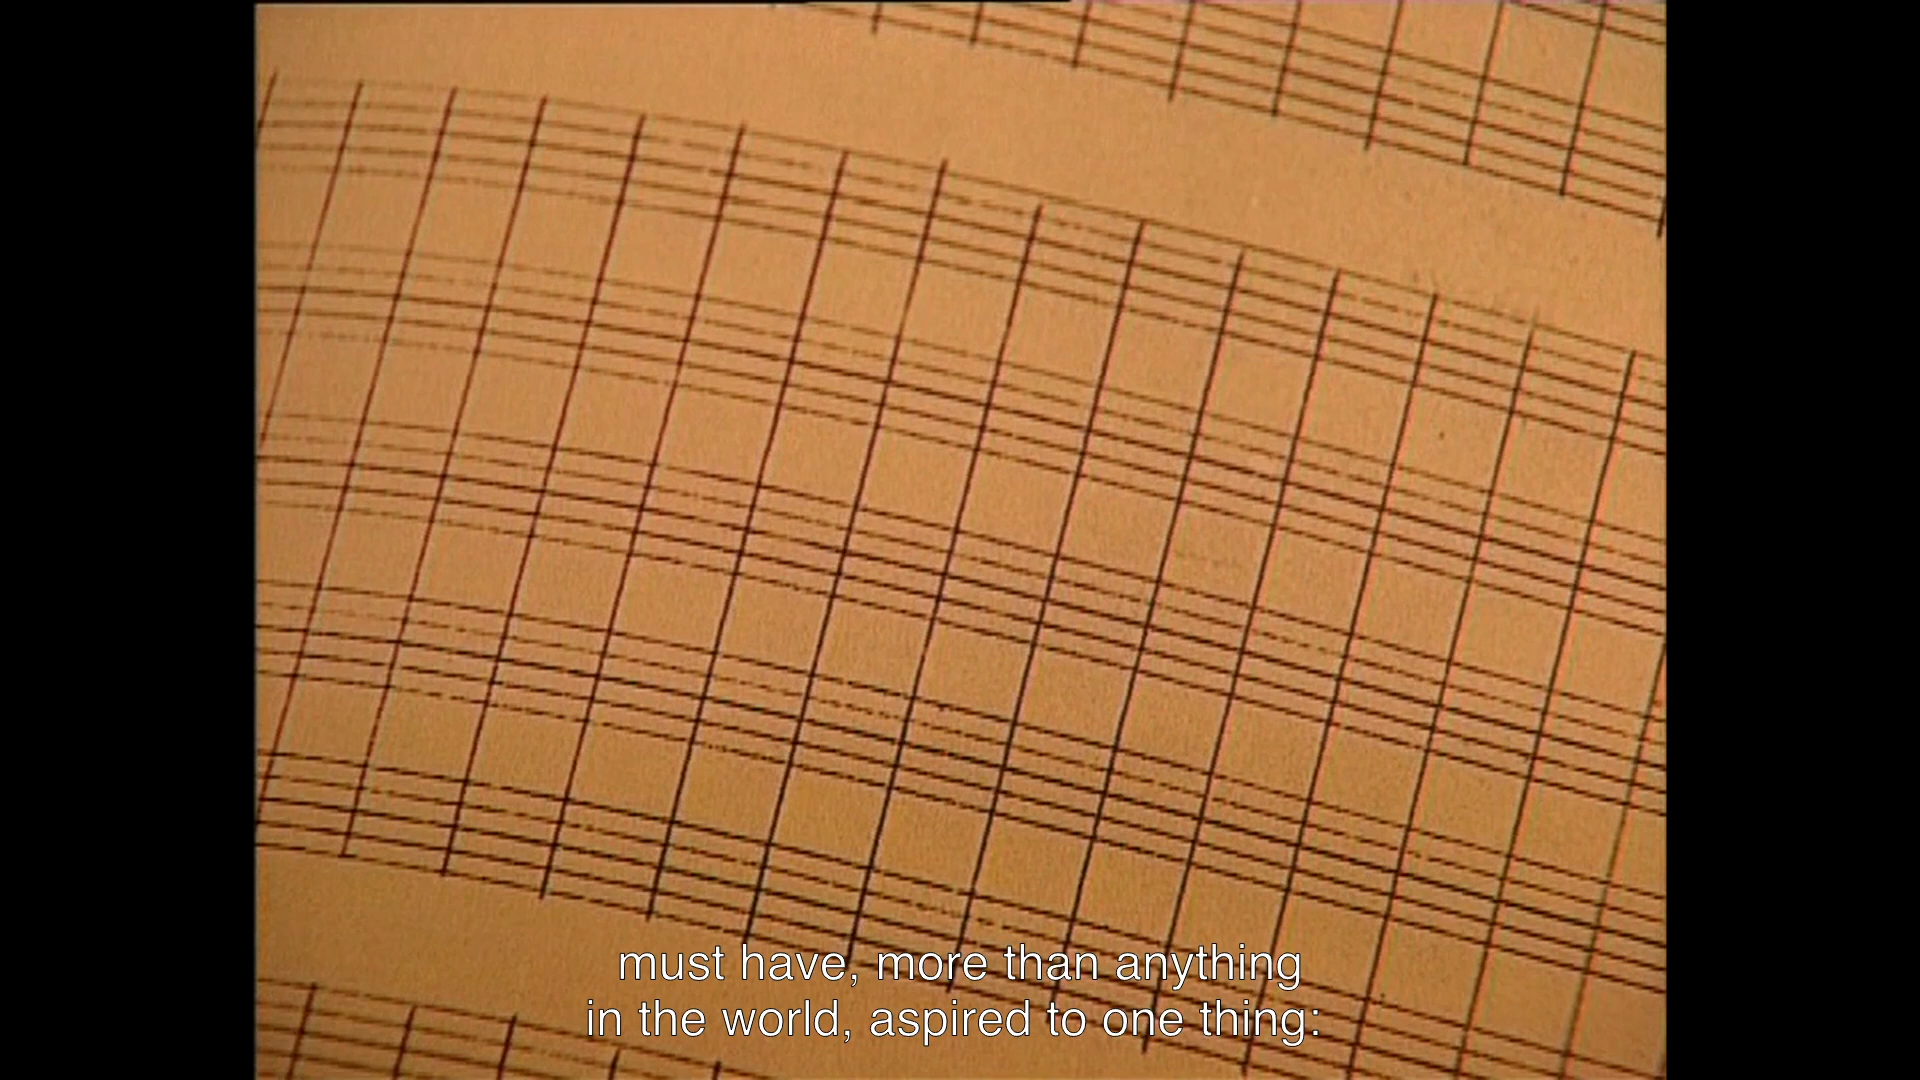 must have, more than anything
in the world, aspired to one thing: